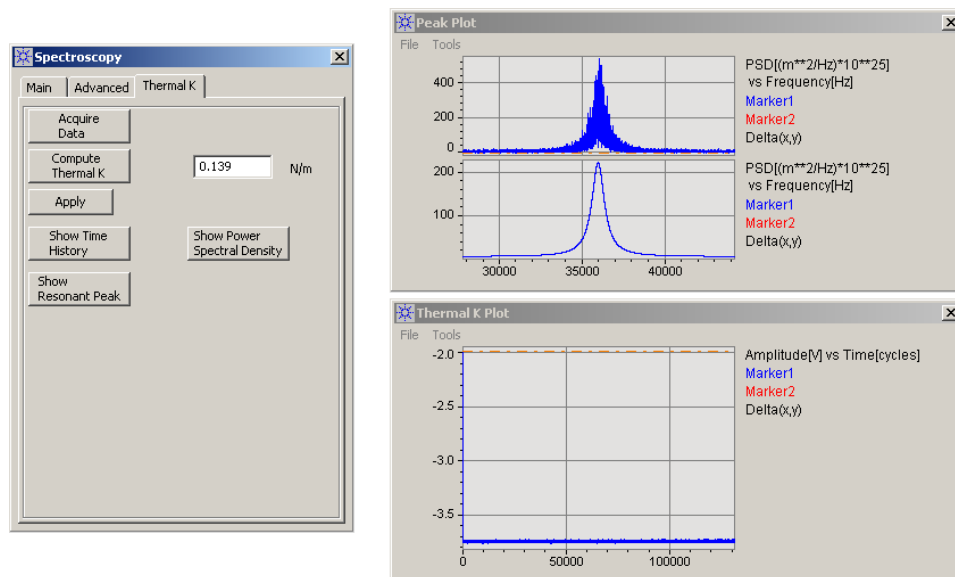 Spectroscopy
Main
Advanced
Thermal K
Acquire
Data
Compute
Thermal K
0.139
N/m
Apply
Show Time
History
Show Power
Spectral Density
Show
Resonant Peak
Peak Plot
File Tools
400
200
0
PSD[(m**2/Hz)*10**25]
vs Frequency[Hz]
Marker1
Marker2
Delta(x,y)
200
100
30000 35000 40000
PSD[(m**2/Hz)*10**25]
vs Frequency[Hz]
Marker1
Marker2
Delta(x,y)
Thermal K Plot
File Tools
-2.0
-2.5
-3.0
-3.5
0 50000 100000
Amplitude[V] vs Time[cycles]
Marker1
Marker2
Delta(x,y)